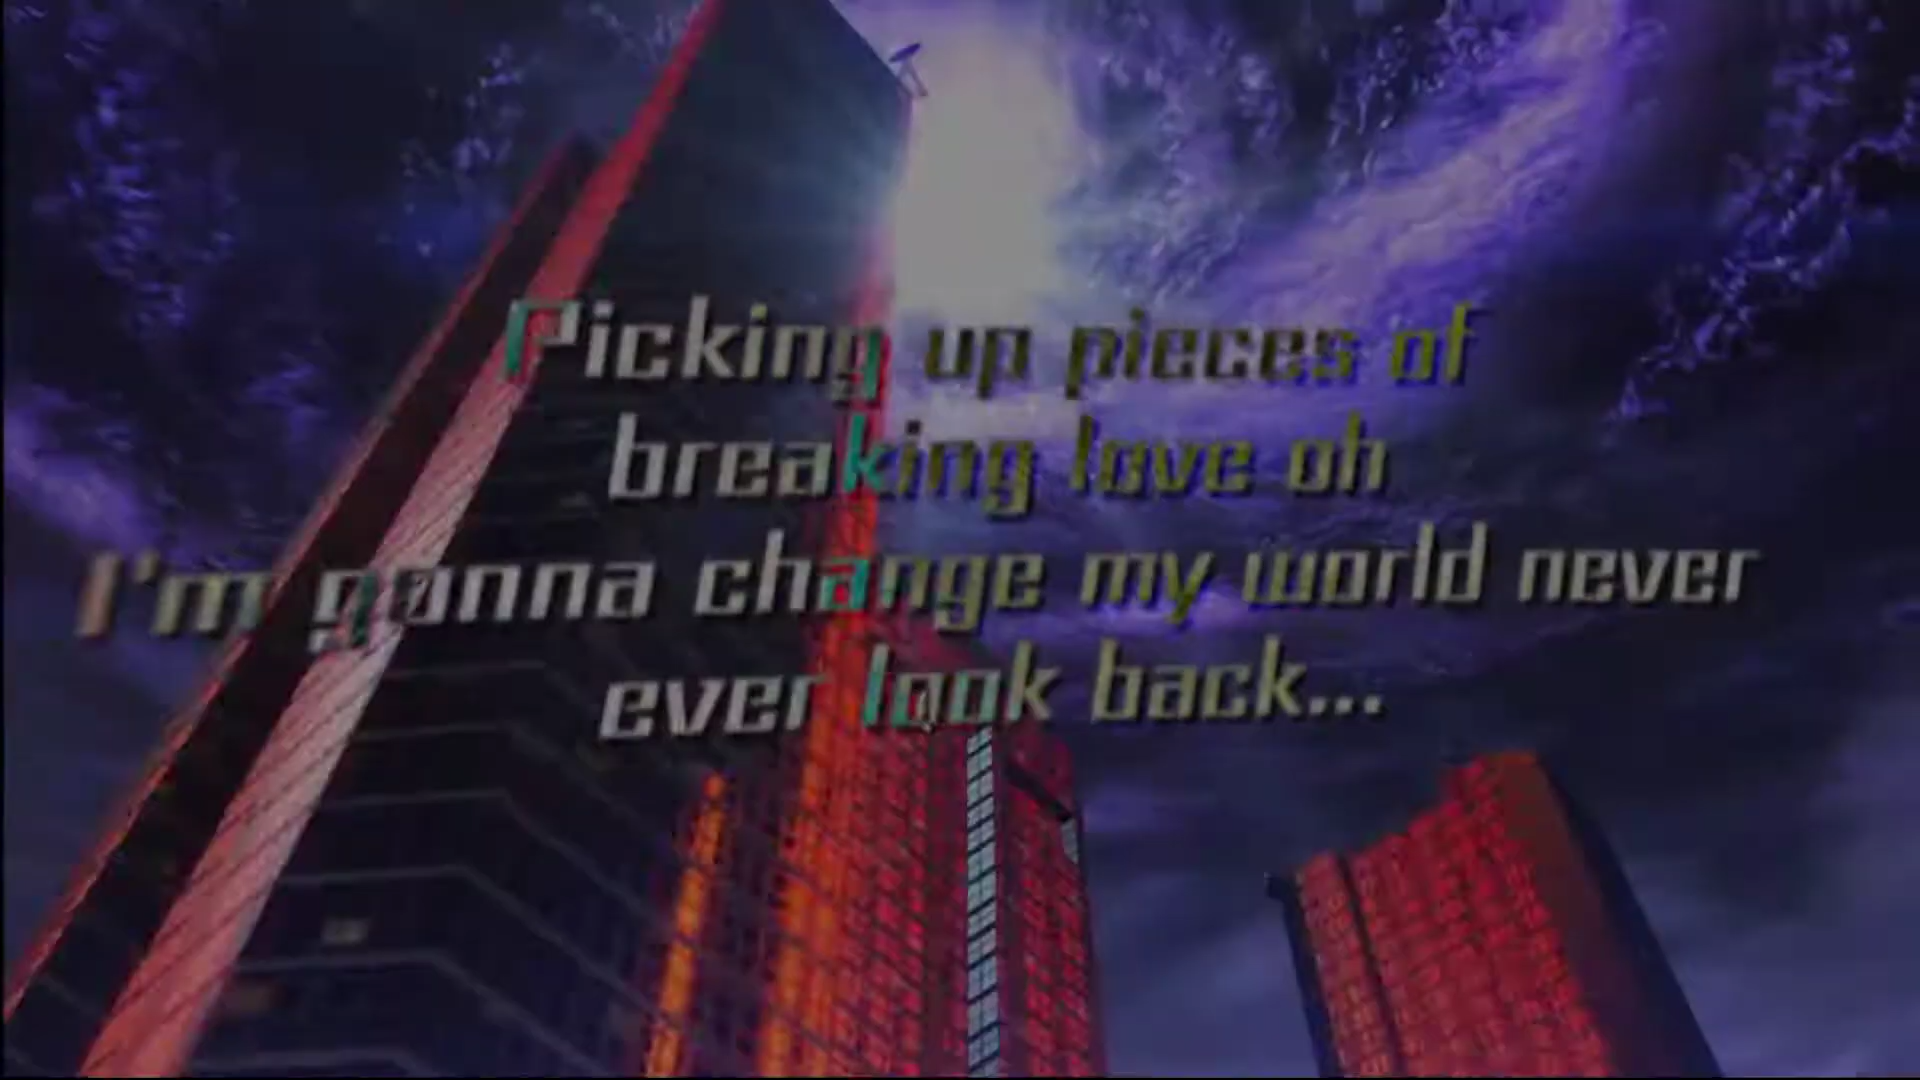 Picking up pieces of
breaking love oh
I'm gonna change my world never
ever look back...